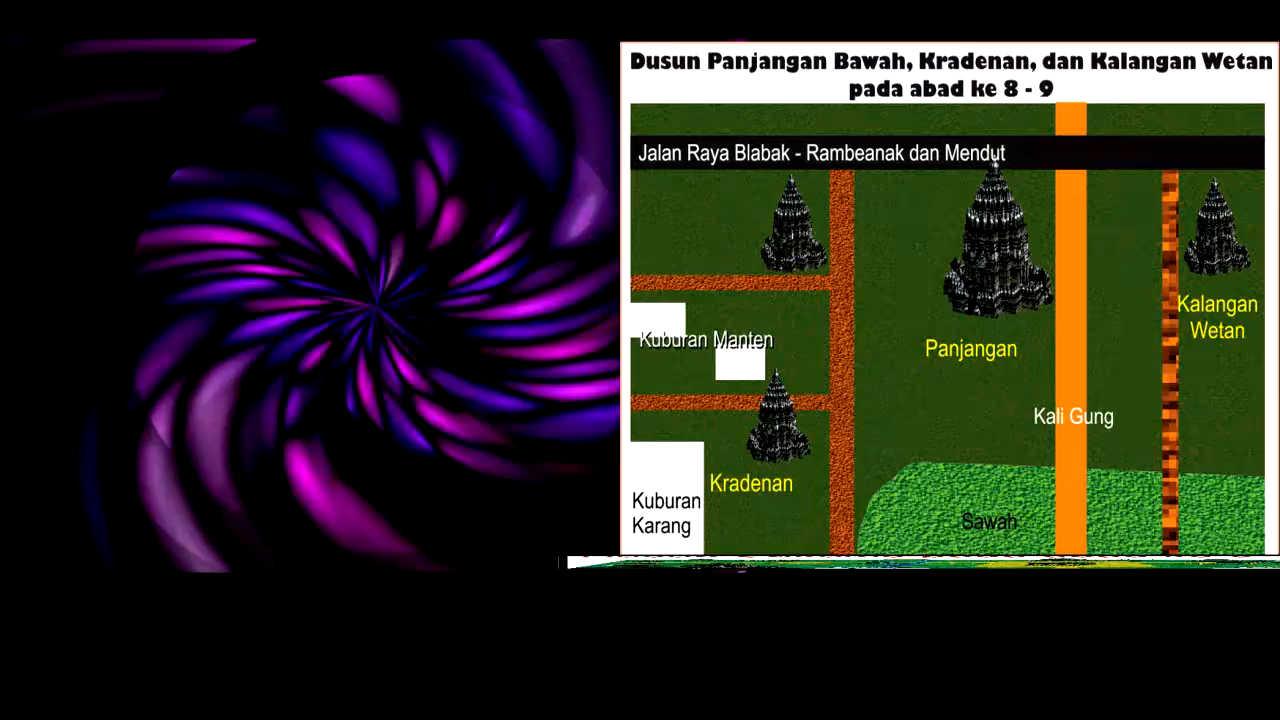 Dusun Panjangan Bawah, Kradenan, dan Kalangan Wetan
pada abad ke 8 - 9
Jalan Raya Blabak - Rambeanak dan Mendut
Kalangan
Wetan
Kuburan Manten
Panjangan
Kali Gung
Kradenan
Kuburan
Karang
Sawah